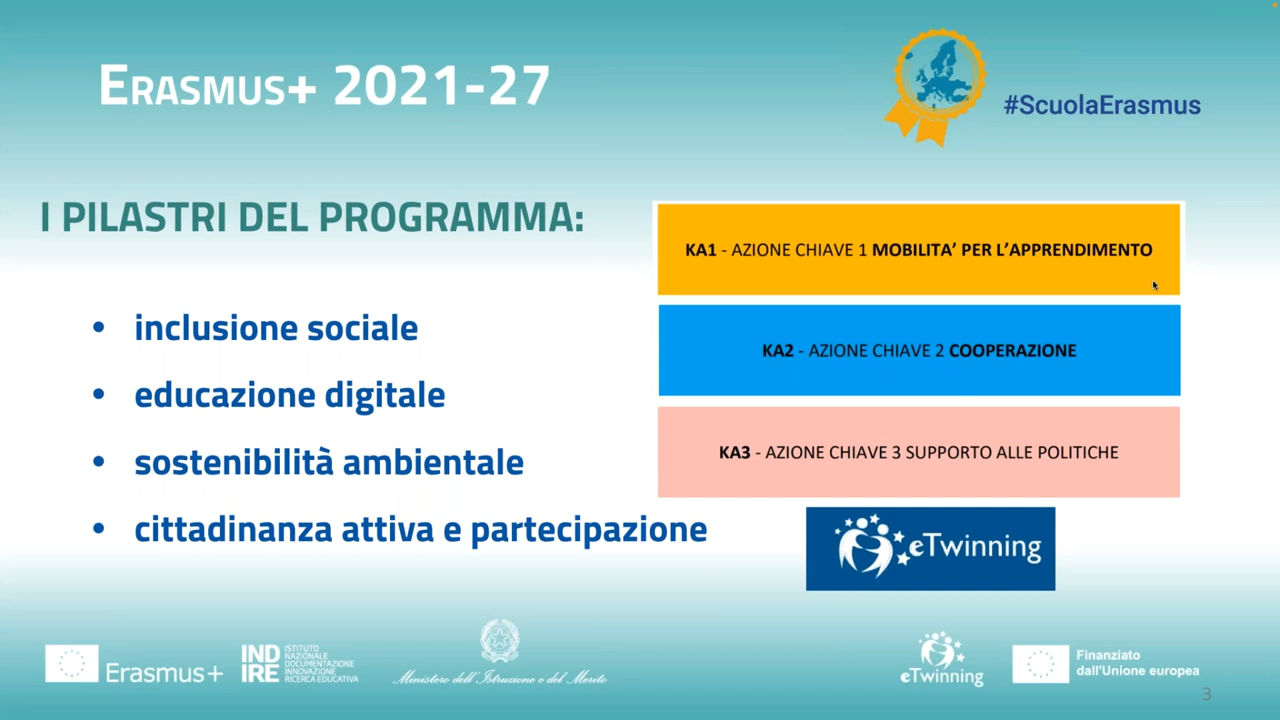 Erasmus+ 2021-27
#ScuolaErasmus
I PILASTRI DEL PROGRAMMA:
• inclusione sociale
• educazione digitale
• sostenibilità ambientale
• cittadinanza attiva e partecipazione
KA1 - AZIONE CHIAVE 1 MOBILITA’ PER L’APPRENDIMENTO
KA2 - AZIONE CHIAVE 2 COOPERAZIONE
KA3 - AZIONE CHIAVE 3 SUPPORTO ALLE POLITICHE
eTwinning
Erasmus+
INDIRE
ISTITUTO
NAZIONALE
DOCUMENTAZIONE
INNOVAZIONE
RICERCA EDUCATIVA
Ministero dell'Istruzione e del Merito
eTwinning
Finanziato
dall'Unione europea
3